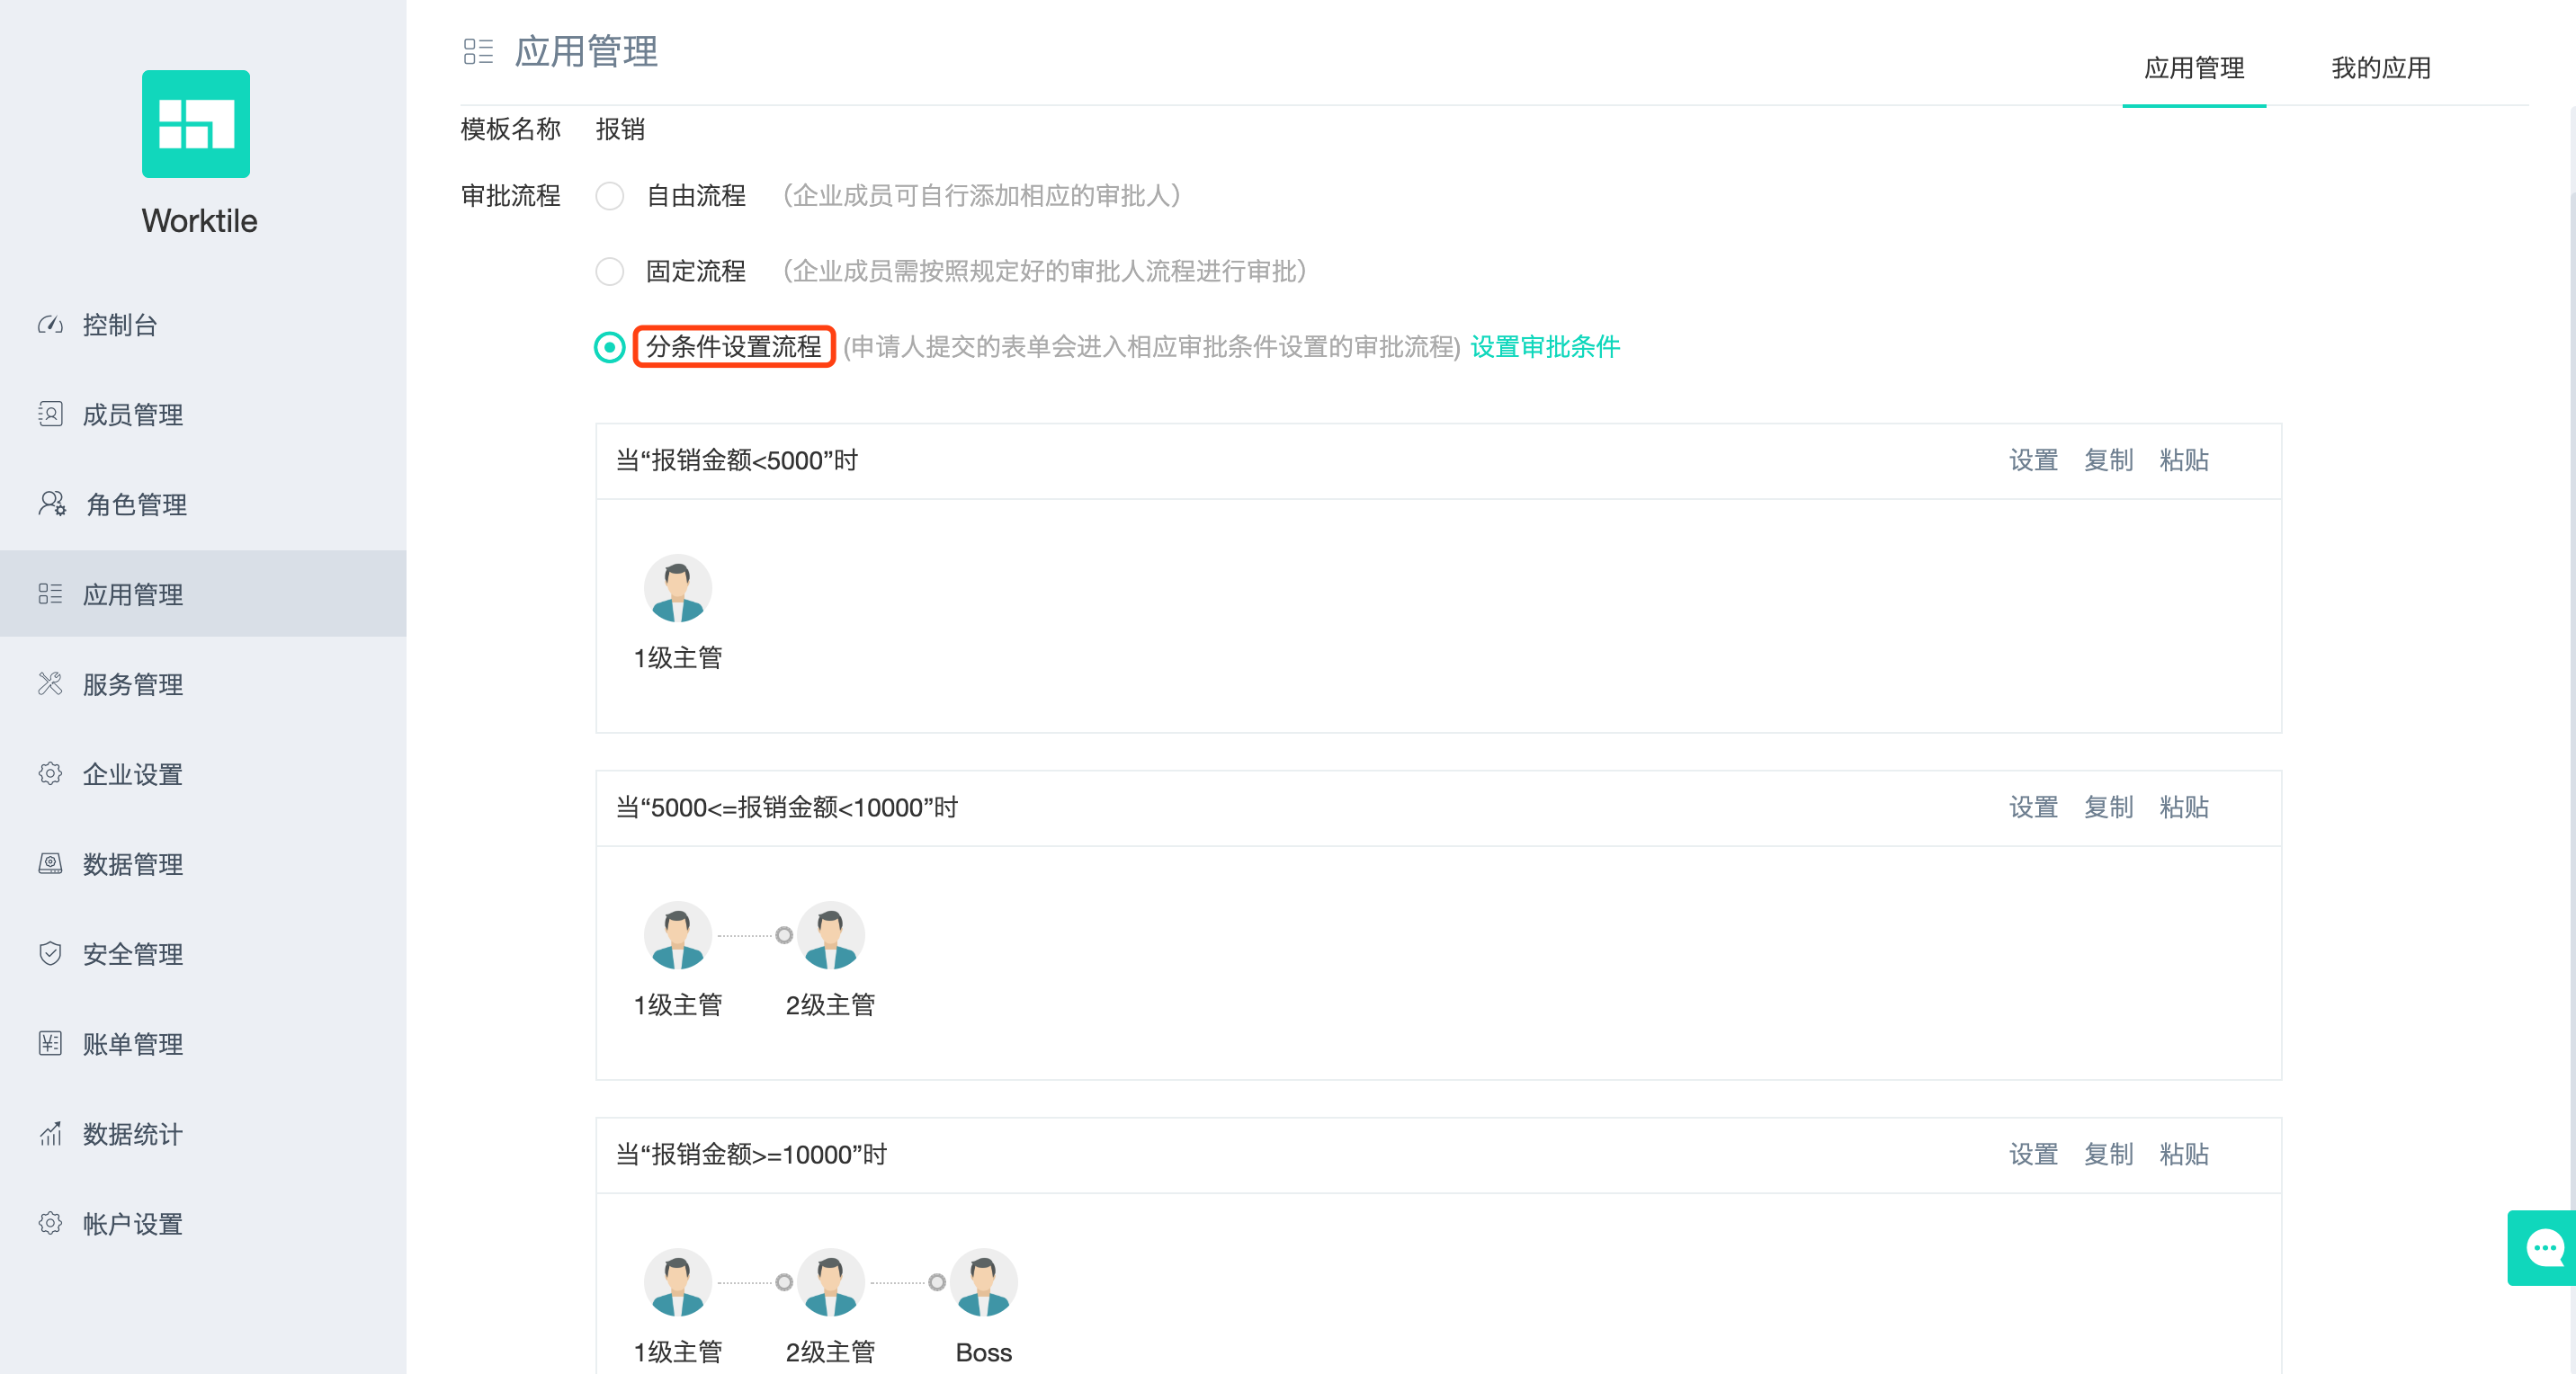 Worktile
控制台
成员管理
角色管理
应用管理
服务管理
企业设置
数据管理
安全管理
账单管理
数据统计
帐户设置
应用管理
应用管理 我的应用
模板名称 报销
审批流程 自由流程 （企业成员可自行添加相应的审批人）
固定流程 （企业成员需按照规定好的审批人流程进行审批）
分条件设置流程 (申请人提交的表单会进入相应审批条件设置的审批流程) 设置审批条件
当“报销金额<5000”时 设置 复制 粘贴
1级主管
当“5000<=报销金额<10000”时 设置 复制 粘贴
1级主管 2级主管
当“报销金额>=10000”时 设置 复制 粘贴
1级主管 2级主管 Boss